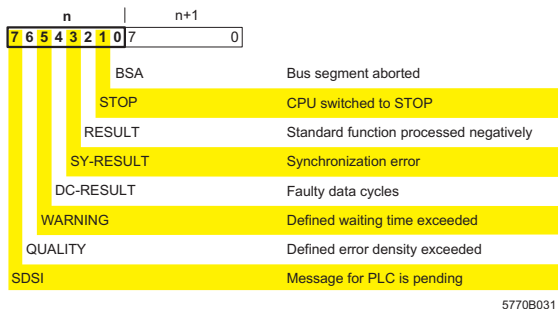 n n+1
7 6 5 4 3 2 1 0 7 0
BSA Bus segment aborted
STOP CPU switched to STOP
RESULT Standard function processed negatively
SY-RESULT Synchronization error
DC-RESULT Faulty data cycles
WARNING Defined waiting time exceeded
QUALITY Defined error density exceeded
SDSI Message for PLC is pending
5770B031